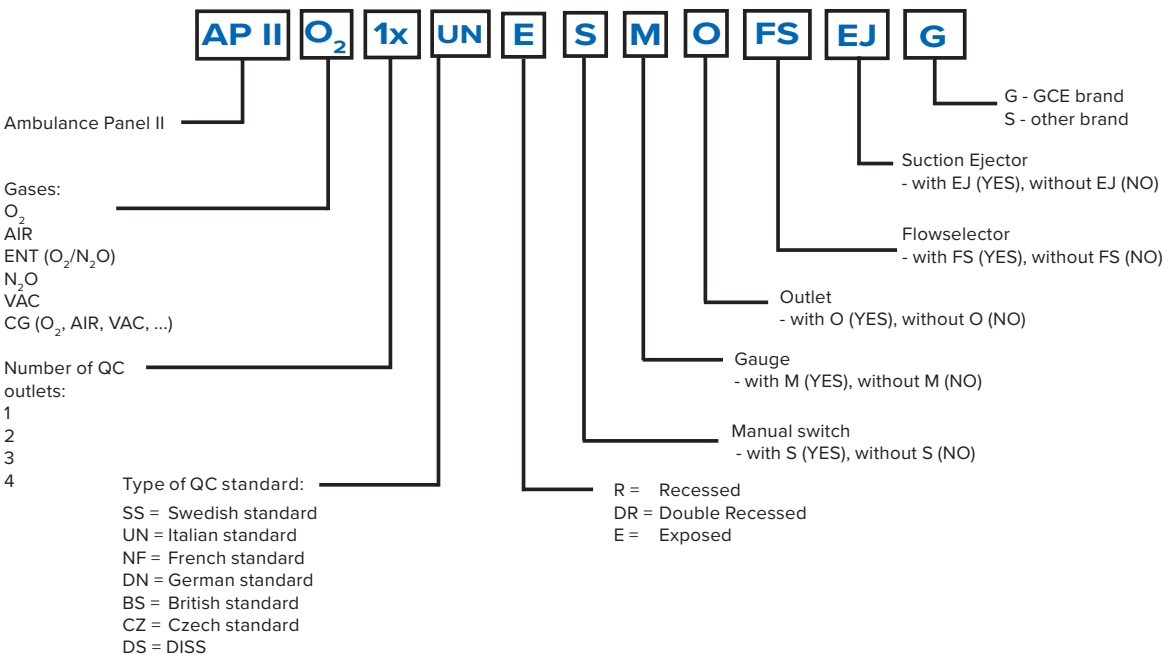 AP II O₂ 1x UN E S M O FS EJ G
G - GCE brand
S - other brand
Ambulance Panel II
Suction Ejector
- with EJ (YES), without EJ (NO)
Gases:
O₂
AIR
ENT (O₂/N₂O)
N₂O
VAC
CG (O₂, AIR, VAC, ...)
Flowselector
- with FS (YES), without FS (NO)
Outlet
- with O (YES), without O (NO)
Number of QC
outlets:
1
2
3
4
Gauge
- with M (YES), without M (NO)
Manual switch
- with S (YES), without S (NO)
Type of QC standard:
SS = Swedish standard
UN = Italian standard
NF = French standard
DN = German standard
BS = British standard
CZ = Czech standard
DS = DISS
R = Recessed
DR = Double Recessed
E = Exposed